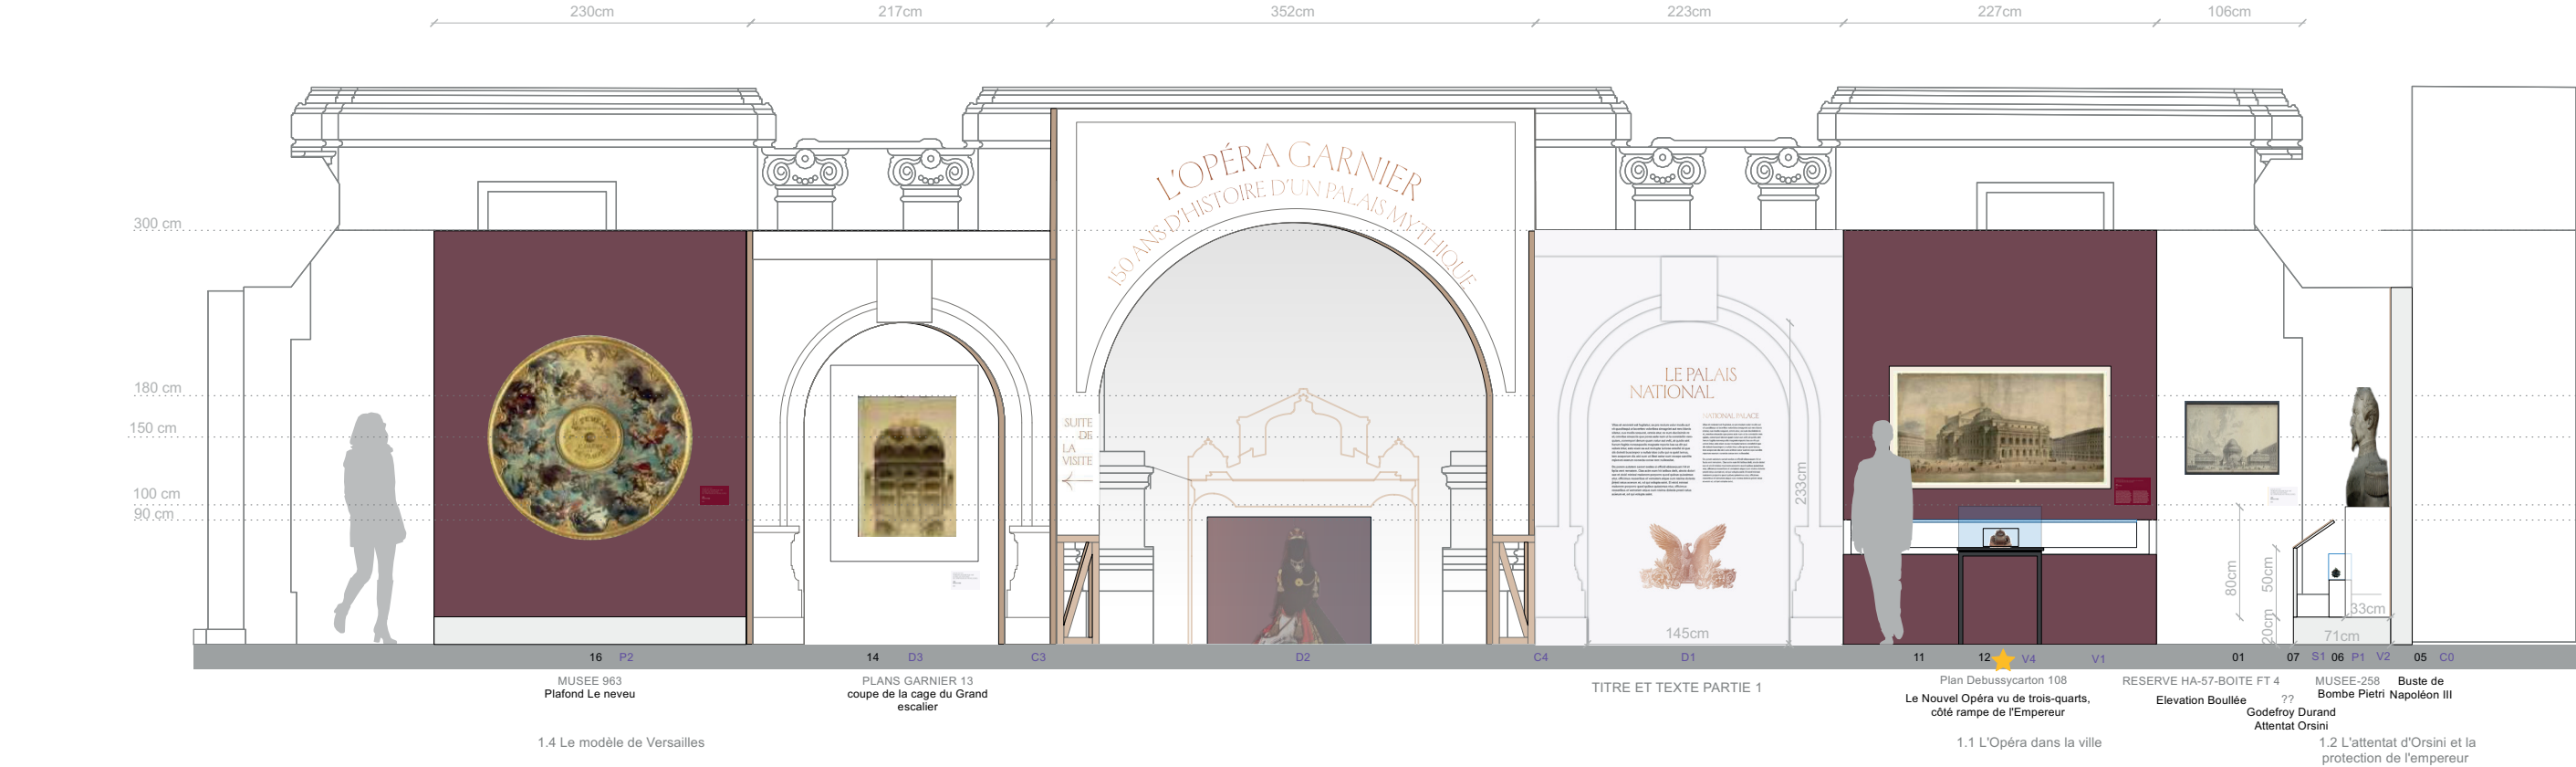 230cm
217cm
352cm
223cm
227cm
106cm
L'OPÉRA GARNIER
150 ANS D'HISTOIRE D'UN PALAIS MYTHIQUE
300 cm
180 cm
150 cm
100 cm
90 cm
SUITE
DE
LA
VISITE
LE PALAIS
NATIONAL
NATIONAL PALACE
233cm
145cm
80cm
50cm
20cm
33cm
71cm
16 P2
14 D3
C3
D2
C4
D1
11
12 V4
V1
01
07 S1 06 P1 V2
05 C0
MUSEE 963
Plafond Le neveu
PLANS GARNIER 13
coupe de la cage du Grand
escalier
TITRE ET TEXTE PARTIE 1
Plan Debussycarton 108
Le Nouvel Opéra vu de trois-quarts,
côté rampe de l'Empereur
RESERVE HA-57-BOITE FT 4
Elevation Boullée
??
Godefroy Durand
Attentat Orsini
MUSEE-258
Bombe Pietri
Buste de
Napoléon III
1.4 Le modèle de Versailles
1.1 L'Opéra dans la ville
1.2 L'attentat d'Orsini et la
protection de l'empereur